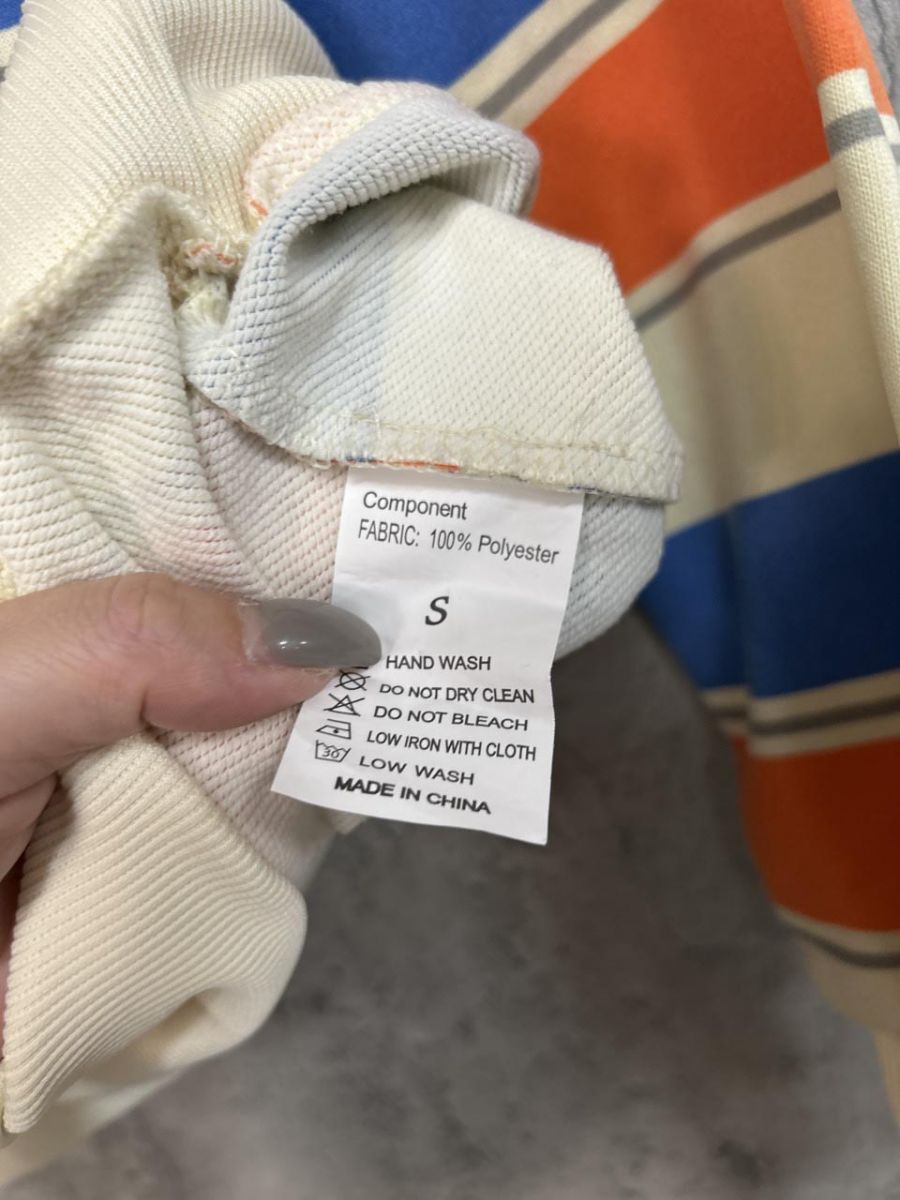 Component
FABRIC: 100% Polyester
S
HAND WASH
DO NOT DRY CLEAN
DO NOT BLEACH
LOW IRON WITH CLOTH
30 LOW WASH
MADE IN CHINA